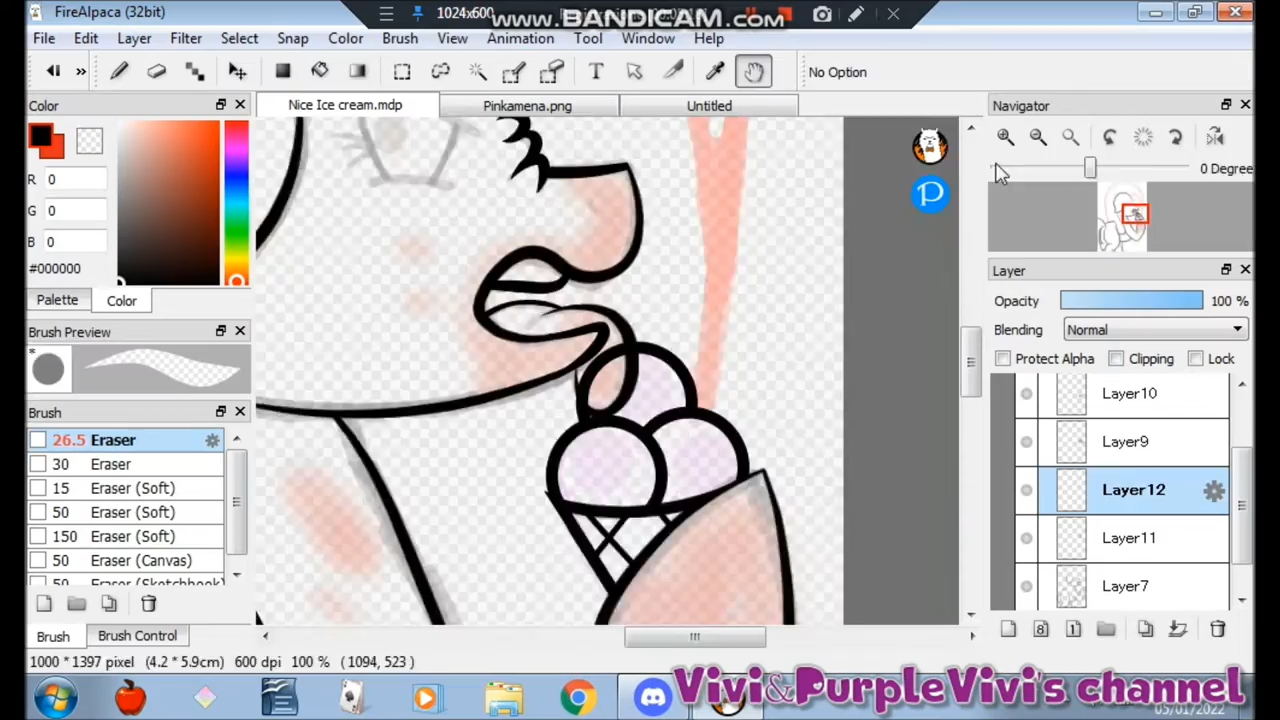 FireAlpaca (32bit)
1024x600
www.BANDICAM.com
File Edit Layer Filter Select Snap Color Brush View Animation Tool Window Help
No Option
Color
Nice Ice cream.mdp Pinkamena.png Untitled
Navigator
R 0
G 0
B 0
#000000
0 Degree
Palette Color
Layer
Opacity 100 %
Blending Normal
Protect Alpha Clipping Lock
Brush Preview
*
Brush
26.5 Eraser
30 Eraser
15 Eraser (Soft)
50 Eraser (Soft)
150 Eraser (Soft)
50 Eraser (Canvas)
50 Eraser (Sketchbook)
Layer10
Layer9
Layer12
Layer11
Layer7
8
1
Brush Brush Control
1000 * 1397 pixel (4.2 * 5.9cm) 600 dpi 100 % ( 1094, 523 )
Vivi&PurpleVivi's channel
05/01/2022